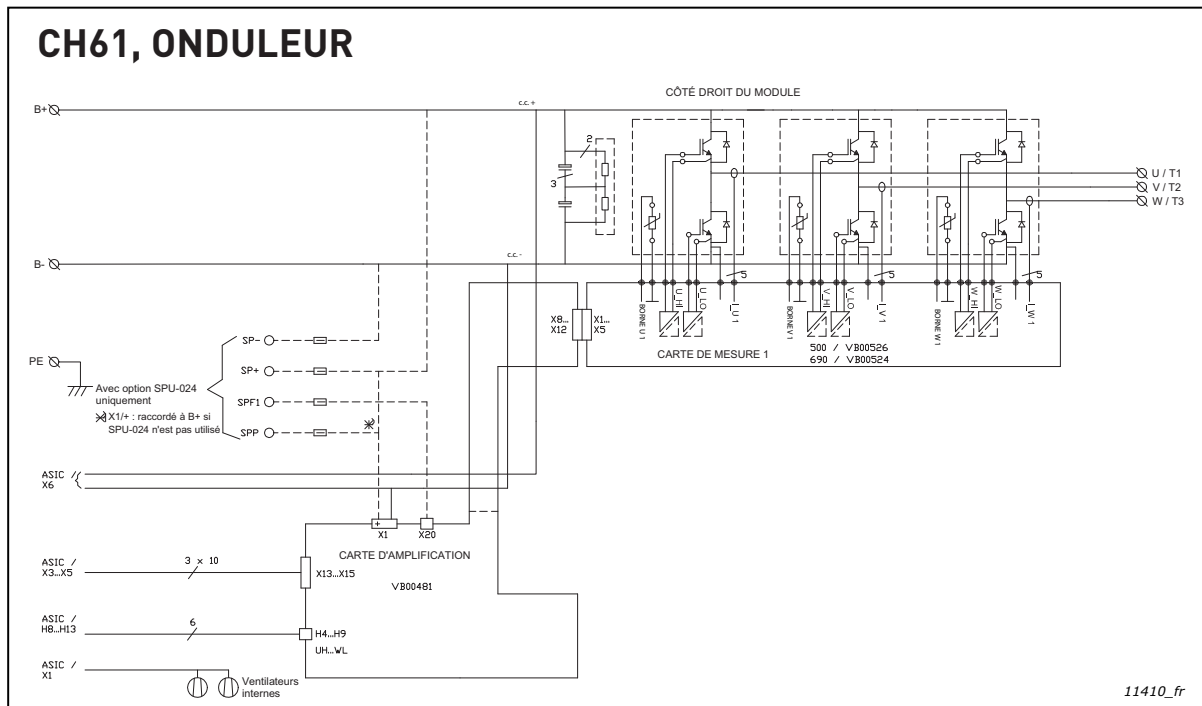 CH61, ONDULEUR
CÔTÉ DROIT DU MODULE
B+
c.c. +
2
3
U / T1
V / T2
W / T3
B-
c.c. -
5
5
5
BORNE U 1
U_HI
U_LO
I_U 1
BORNE V 1
V_HI
V_LO
I_V 1
BORNE W 1
W_HI
W_LO
I_W 1
X8...
X12
X1...
X5
CARTE DE MESURE 1
500 / VB00526
690 / VB00524
PE
SP-
SP+
SPF1
SPP
Avec option SPU-024
uniquement
X1/+ : raccordé à B+ si
SPU-024 n'est pas utilisé
ASIC /
X6
+
X1
X20
CARTE D'AMPLIFICATION
VB00481
ASIC /
X3...X5
3 x 10
X13...X15
ASIC /
H8...H13
6
H4...H9
UH...WL
ASIC /
X1
Ventilateurs
internes
11410_fr